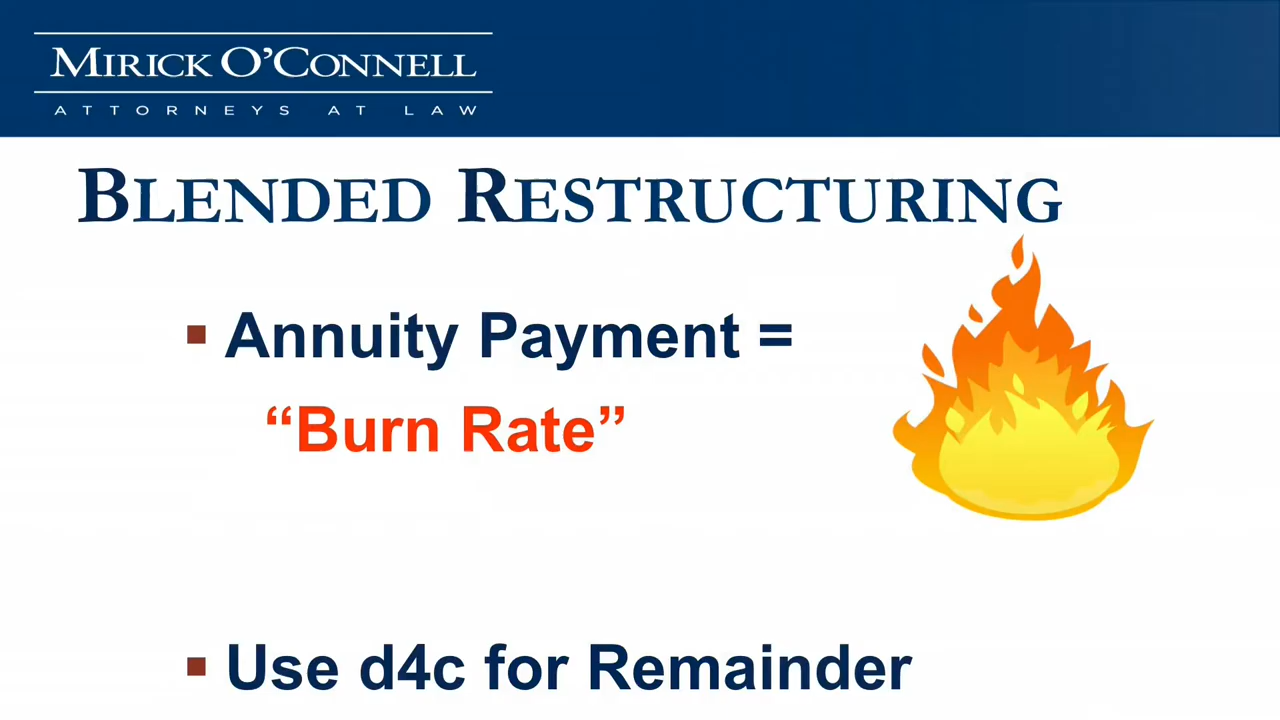 MIRICK O’CONNELL
ATTORNEYS AT LAW
BLENDED RESTRUCTURING
▪ Annuity Payment =
“Burn Rate”
▪ Use d4c for Remainder